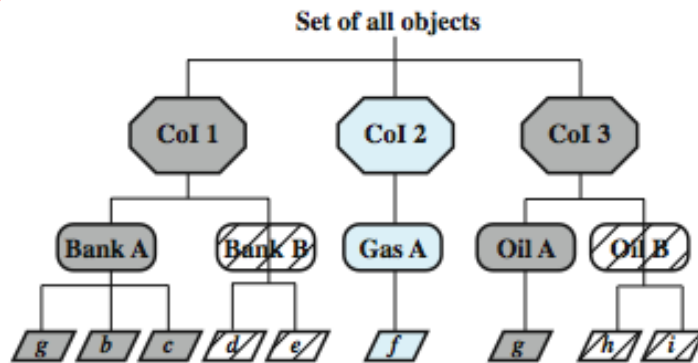 Set of all objects
CoI 1 CoI 2 CoI 3
Bank A Bank B Gas A Oil A Oil B
g b c d e f g h i